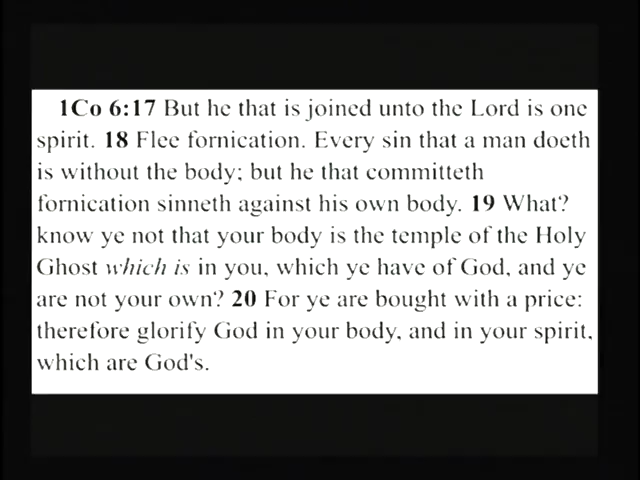 1Co 6:17 But he that is joined unto the Lord is one
spirit. 18 Flee fornication. Every sin that a man doeth
is without the body; but he that committeth
fornication sinneth against his own body. 19 What?
know ye not that your body is the temple of the Holy
Ghost which is in you, which ye have of God, and ye
are not your own? 20 For ye are bought with a price:
therefore glorify God in your body, and in your spirit,
which are God's.